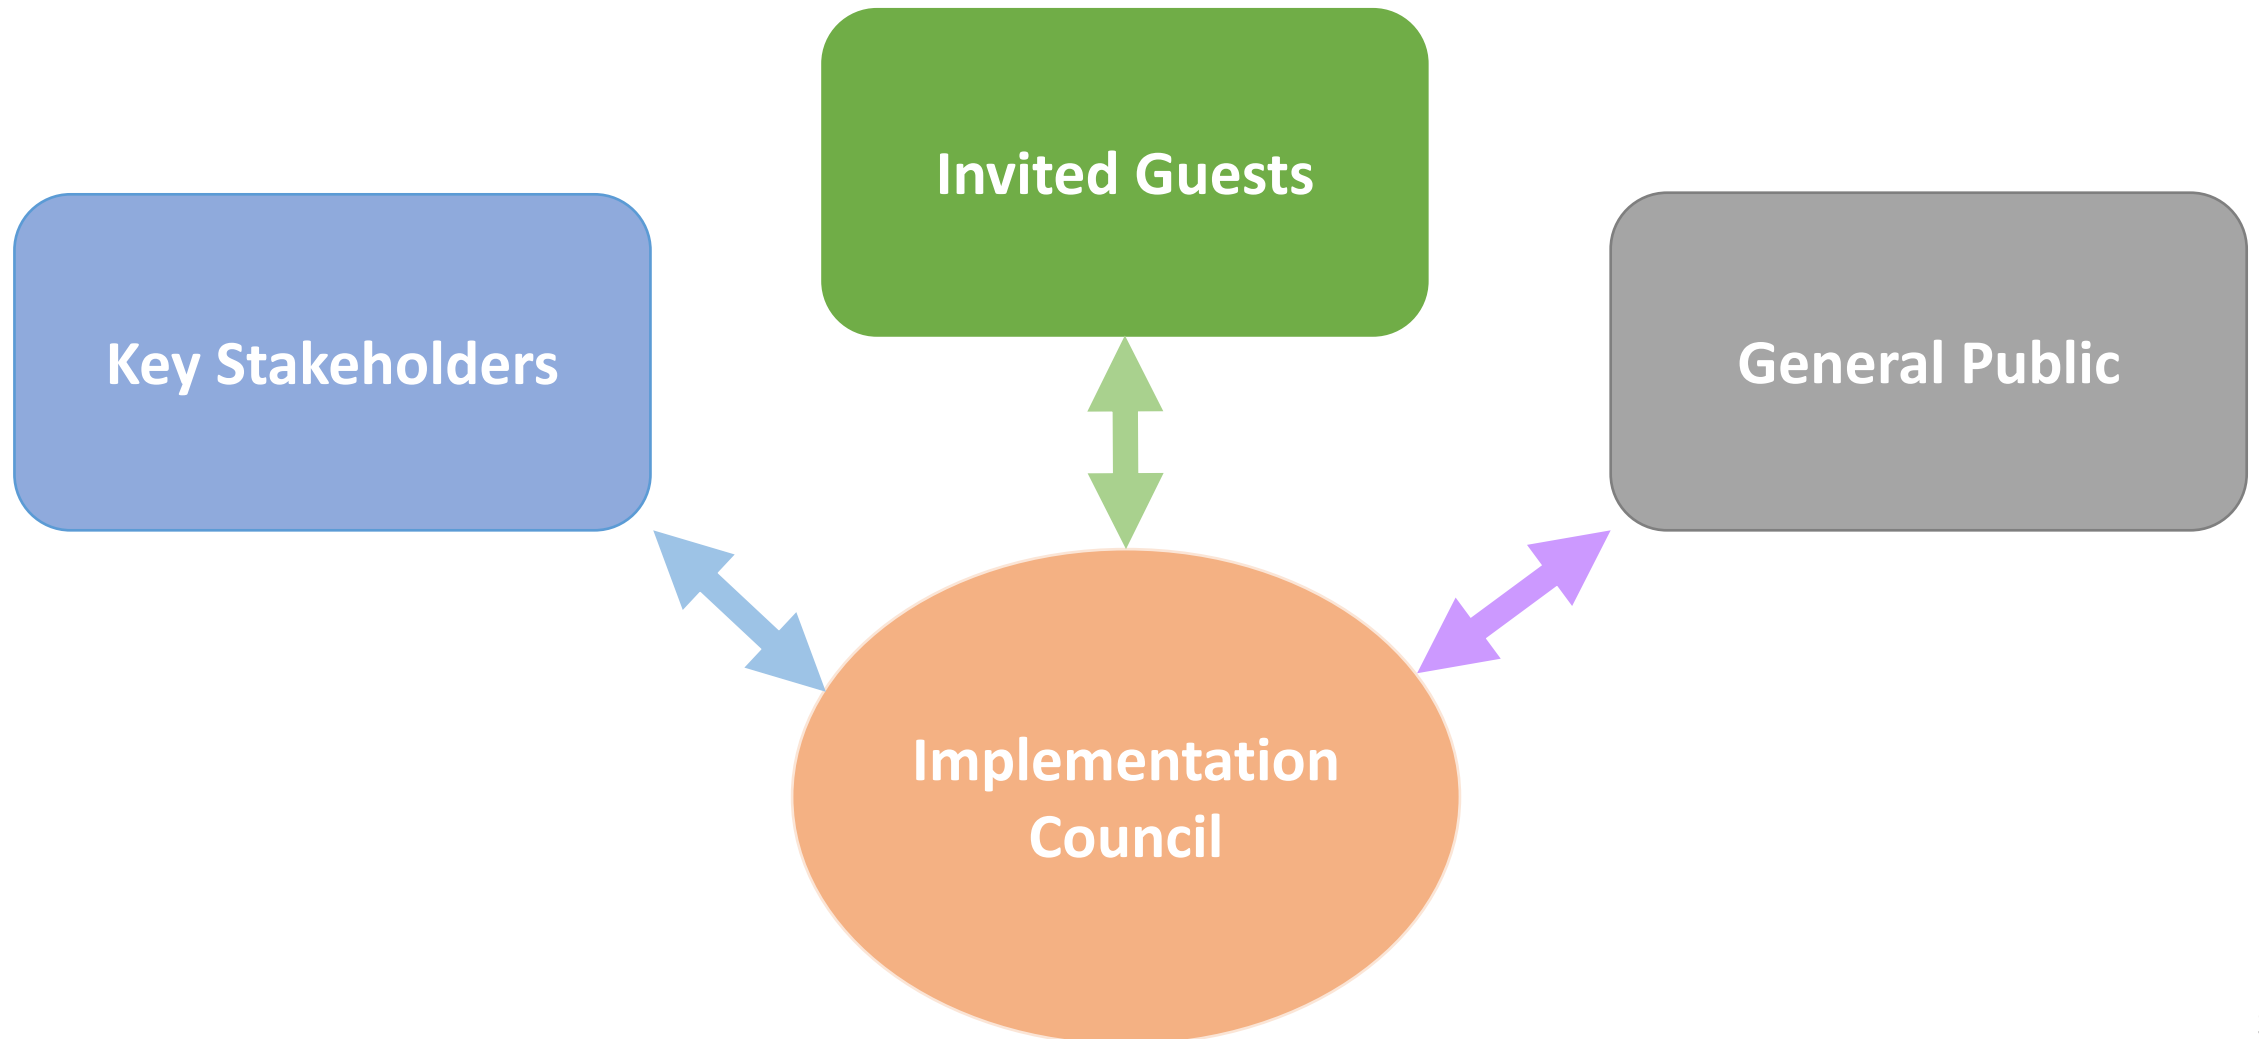 Invited Guests
Key Stakeholders
General Public
Implementation
Council